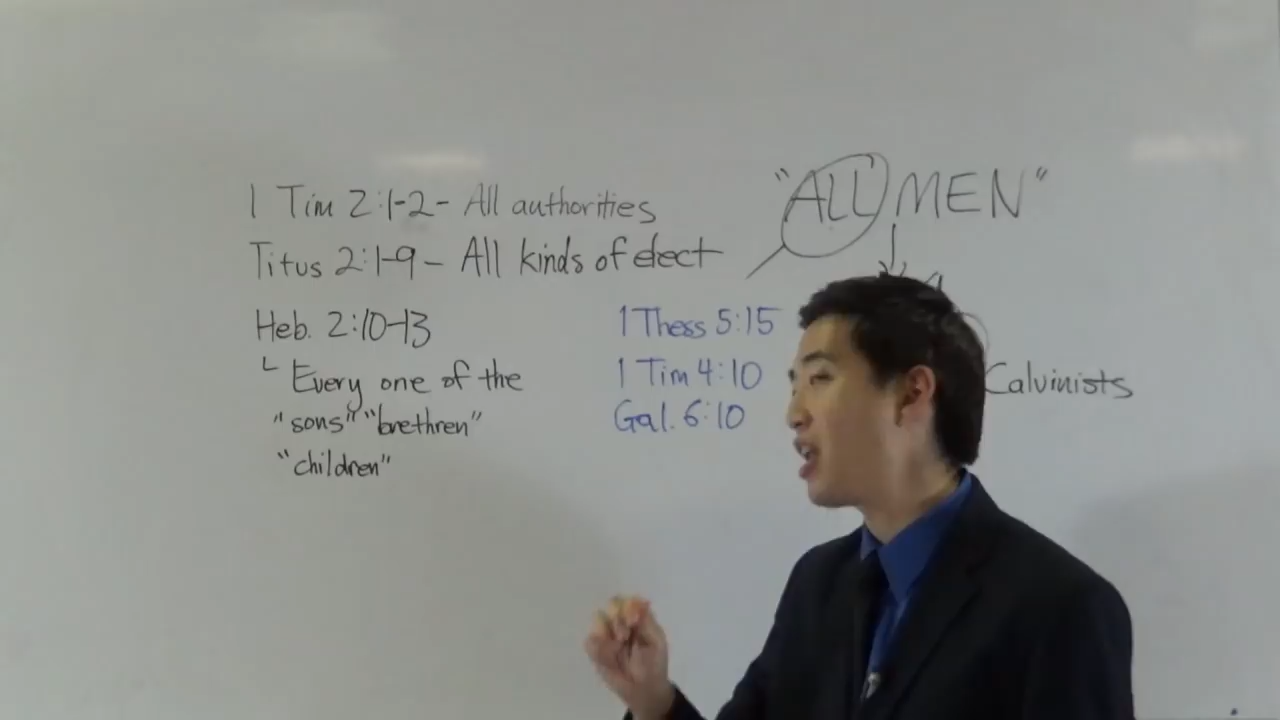 1 Tim 2:1-2- All authorities
Titus 2:1-9 - All kinds of elect
Heb. 2:10-13
Every one of the
"sons" "brethren"
"children"
1 Thess 5:15
1 Tim 4:10
Gal. 6:10
"ALL MEN"
Calvinists